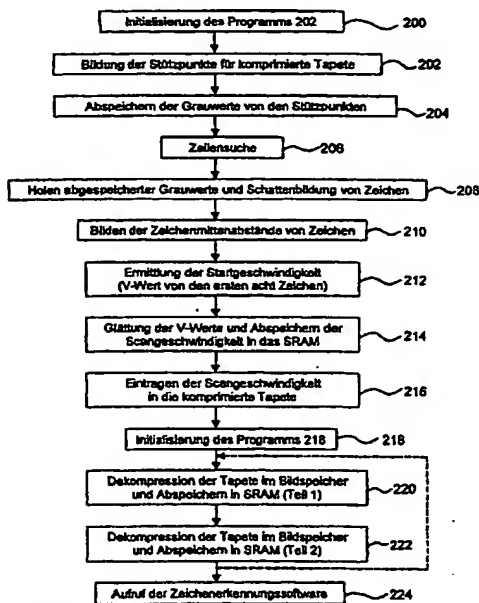 Initialisierung des Programms 202
200
Bildung der Stützpunkte für komprimierte Tapete
202
Abspeichern der Grauwerte von den Stützpunkten
204
Zeilensuche
206
Holen abgespeicherter Grauwerte und Schattenbildung von Zeichen
208
Bilden der Zeichenmittenabstände von Zeichen
210
Ermittlung der Startgeschwindigkeit
(V-Wert von den ersten acht Zeichen)
212
Glättung der V-Werte und Abspeichern der
Scangeschwindigkeit in das SRAM
214
Eintragen der Scangeschwindigkeit
in die komprimierte Tapete
216
Initialisierung des Programms 218
218
Dekompression der Tapete im Bildspeicher
und Abspeichern in SRAM (Teil 1)
220
Dekompression der Tapete im Bildspeicher
und Abspeichern in SRAM (Teil 2)
222
Aufruf der Zeichenerkennungssoftware
224